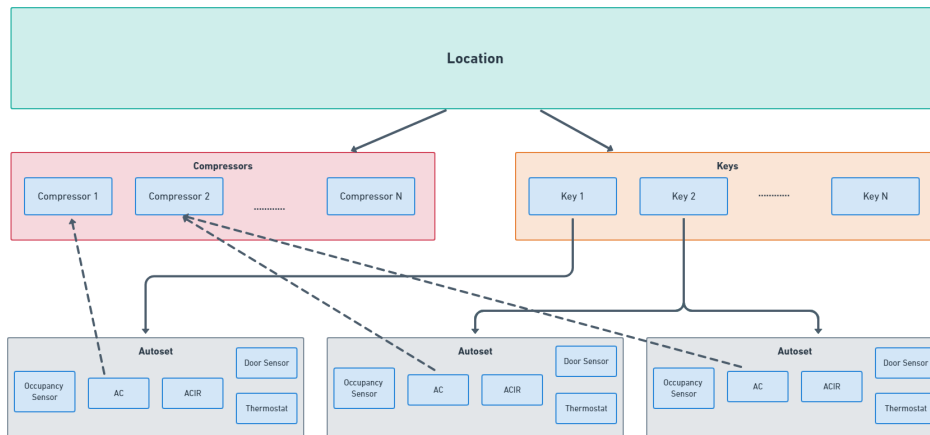 Location
Compressors
Compressor 1
Compressor 2
.............
Compressor N
Keys
Key 1
Key 2
.............
Key N
Autoset
Occupancy
Sensor
AC
ACIR
Door Sensor
Thermostat
Autoset
Occupancy
Sensor
AC
ACIR
Door Sensor
Thermostat
Autoset
Occupancy
Sensor
AC
ACIR
Door Sensor
Thermostat